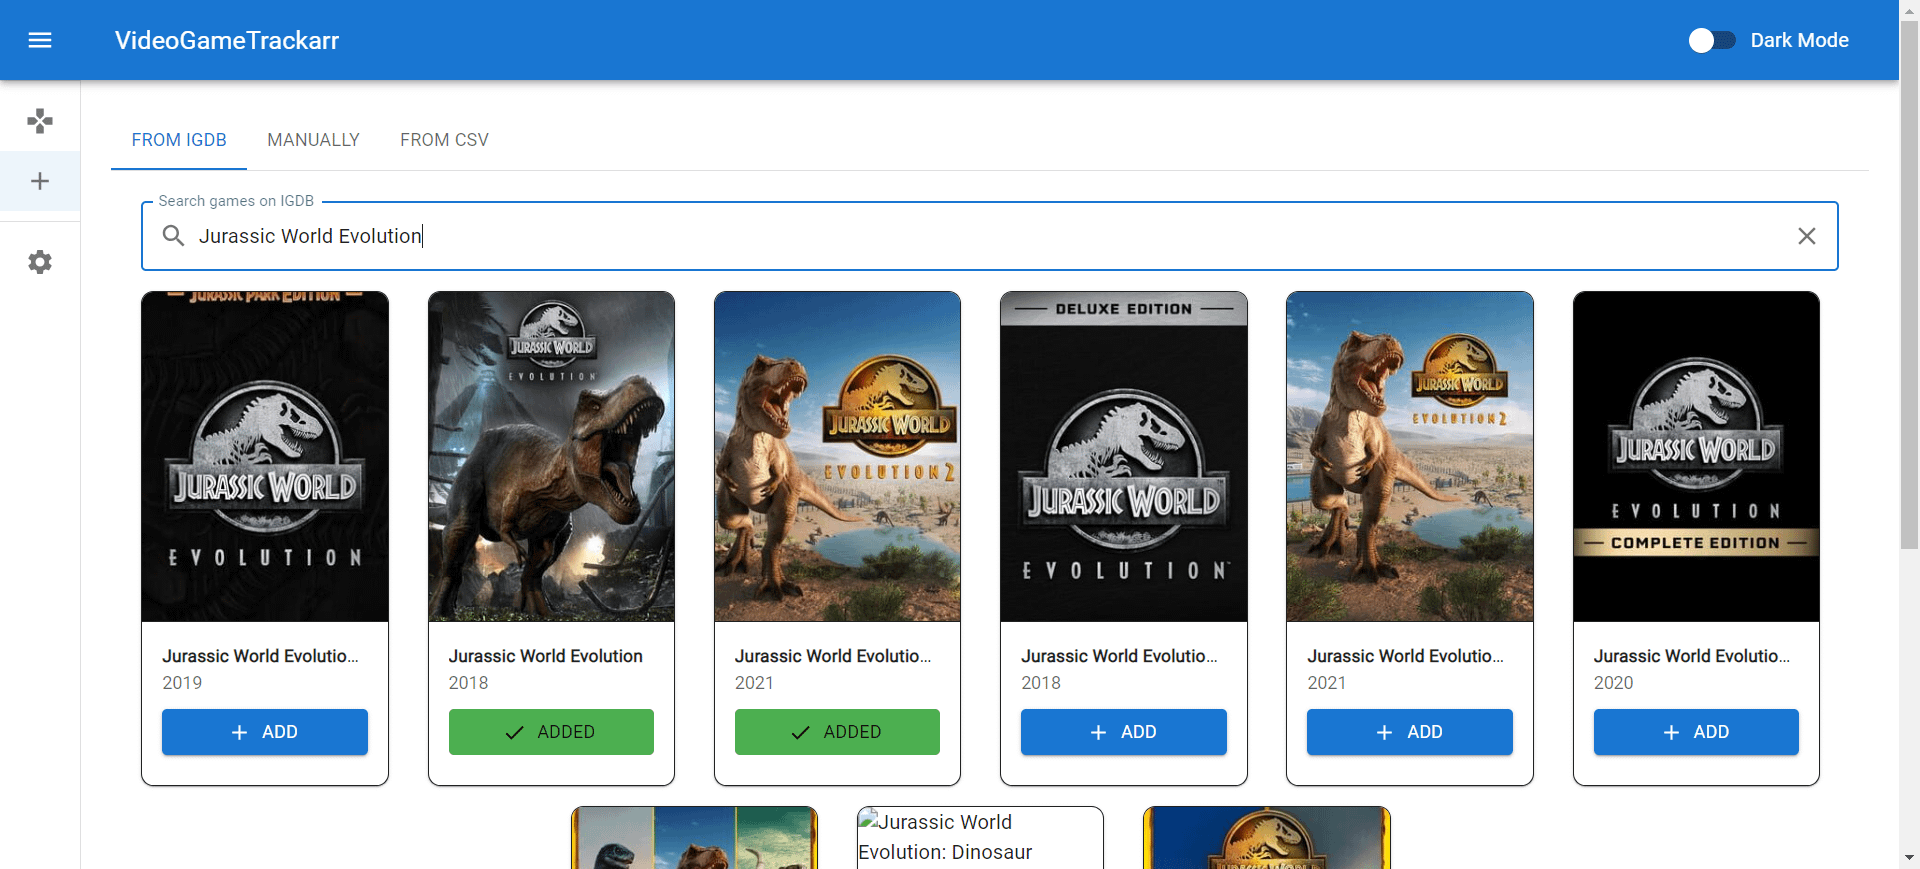 VideoGameTrackarr
Dark Mode
FROM IGDB
MANUALLY
FROM CSV
Search games on IGDB
Jurassic World Evolution
JURASSIC PARK EDITION
JURASSIC WORLD
EVOLUTION
JURASSIC WORLD
EVOLUTION
JURASSIC WORLD
EVOLUTION 2
DELUXE EDITION
JURASSIC WORLD
EVOLUTION
JURASSIC WORLD
EVOLUTION 2
JURASSIC WORLD
EVOLUTION
COMPLETE EDITION
Jurassic World Evolutio...
2019
ADD
Jurassic World Evolution
2018
ADDED
Jurassic World Evolutio...
2021
ADDED
Jurassic World Evolutio...
2018
ADD
Jurassic World Evolutio...
2021
ADD
Jurassic World Evolutio...
2020
ADD
Jurassic World
Evolution: Dinosaur